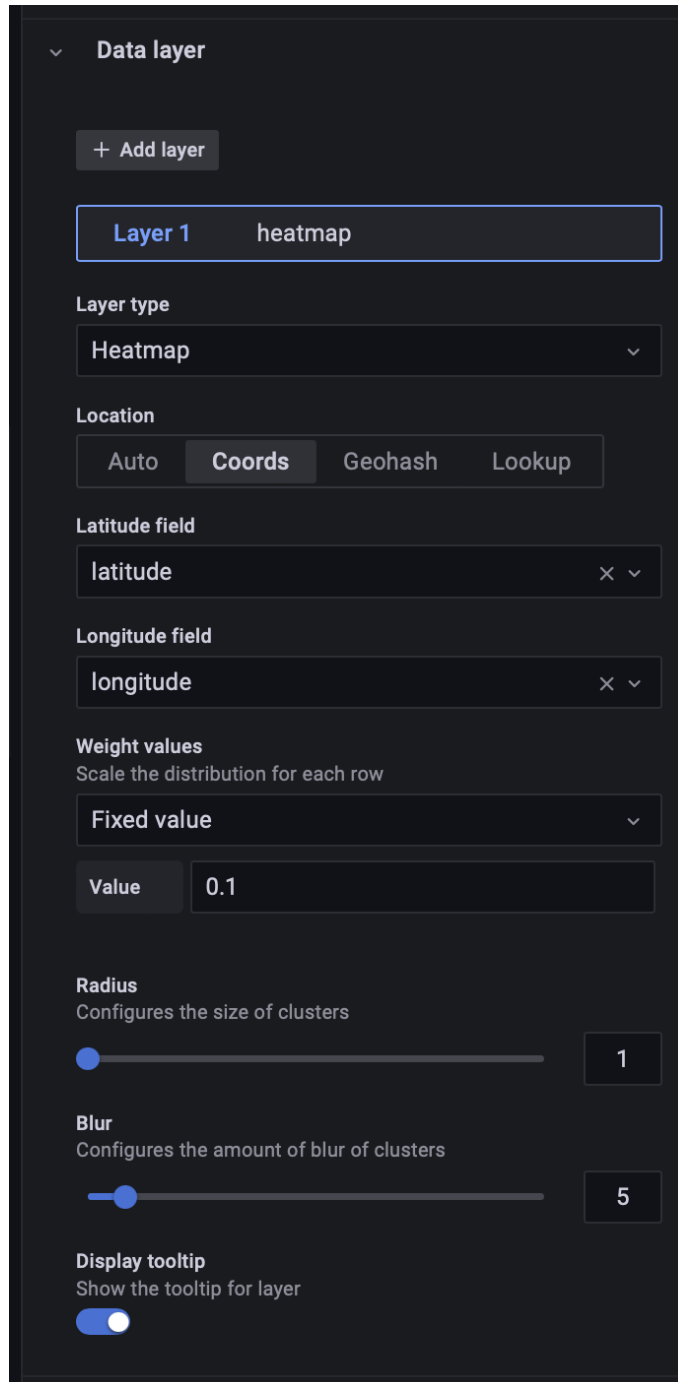 Data layer
+ Add layer
Layer 1 heatmap
Layer type
Heatmap
Location
Auto Coords Geohash Lookup
Latitude field
latitude
Longitude field
longitude
Weight values
Scale the distribution for each row
Fixed value
Value 0.1
Radius
Configures the size of clusters
1
Blur
Configures the amount of blur of clusters
5
Display tooltip
Show the tooltip for layer